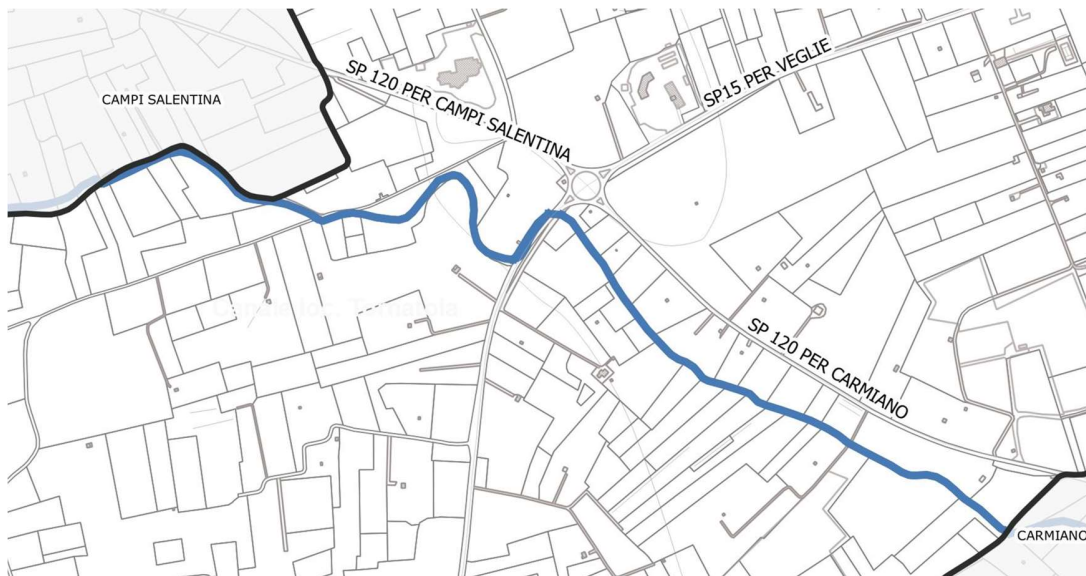 CAMPI SALENTINA
SP 120 PER CAMPI SALENTINA
SP15 PER VEGLIE
SP 120 PER CARMIANO
CARMIANO